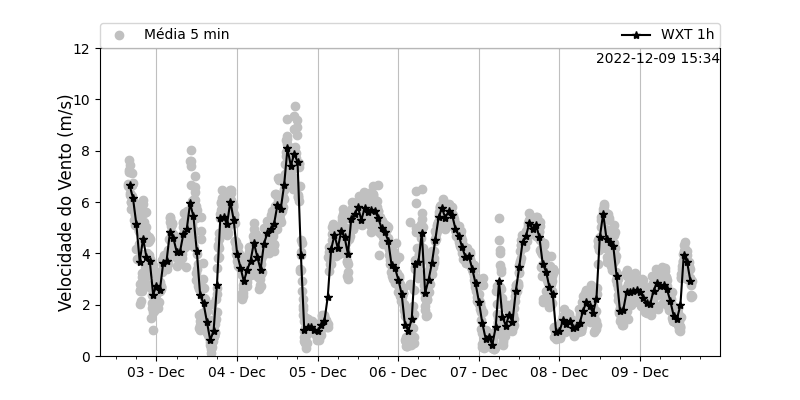 Média 5 min
WXT 1h
2022-12-09 15:34
Velocidade do Vento (m/s)
12
10
8
6
4
2
0
03 - Dec
04 - Dec
05 - Dec
06 - Dec
07 - Dec
08 - Dec
09 - Dec